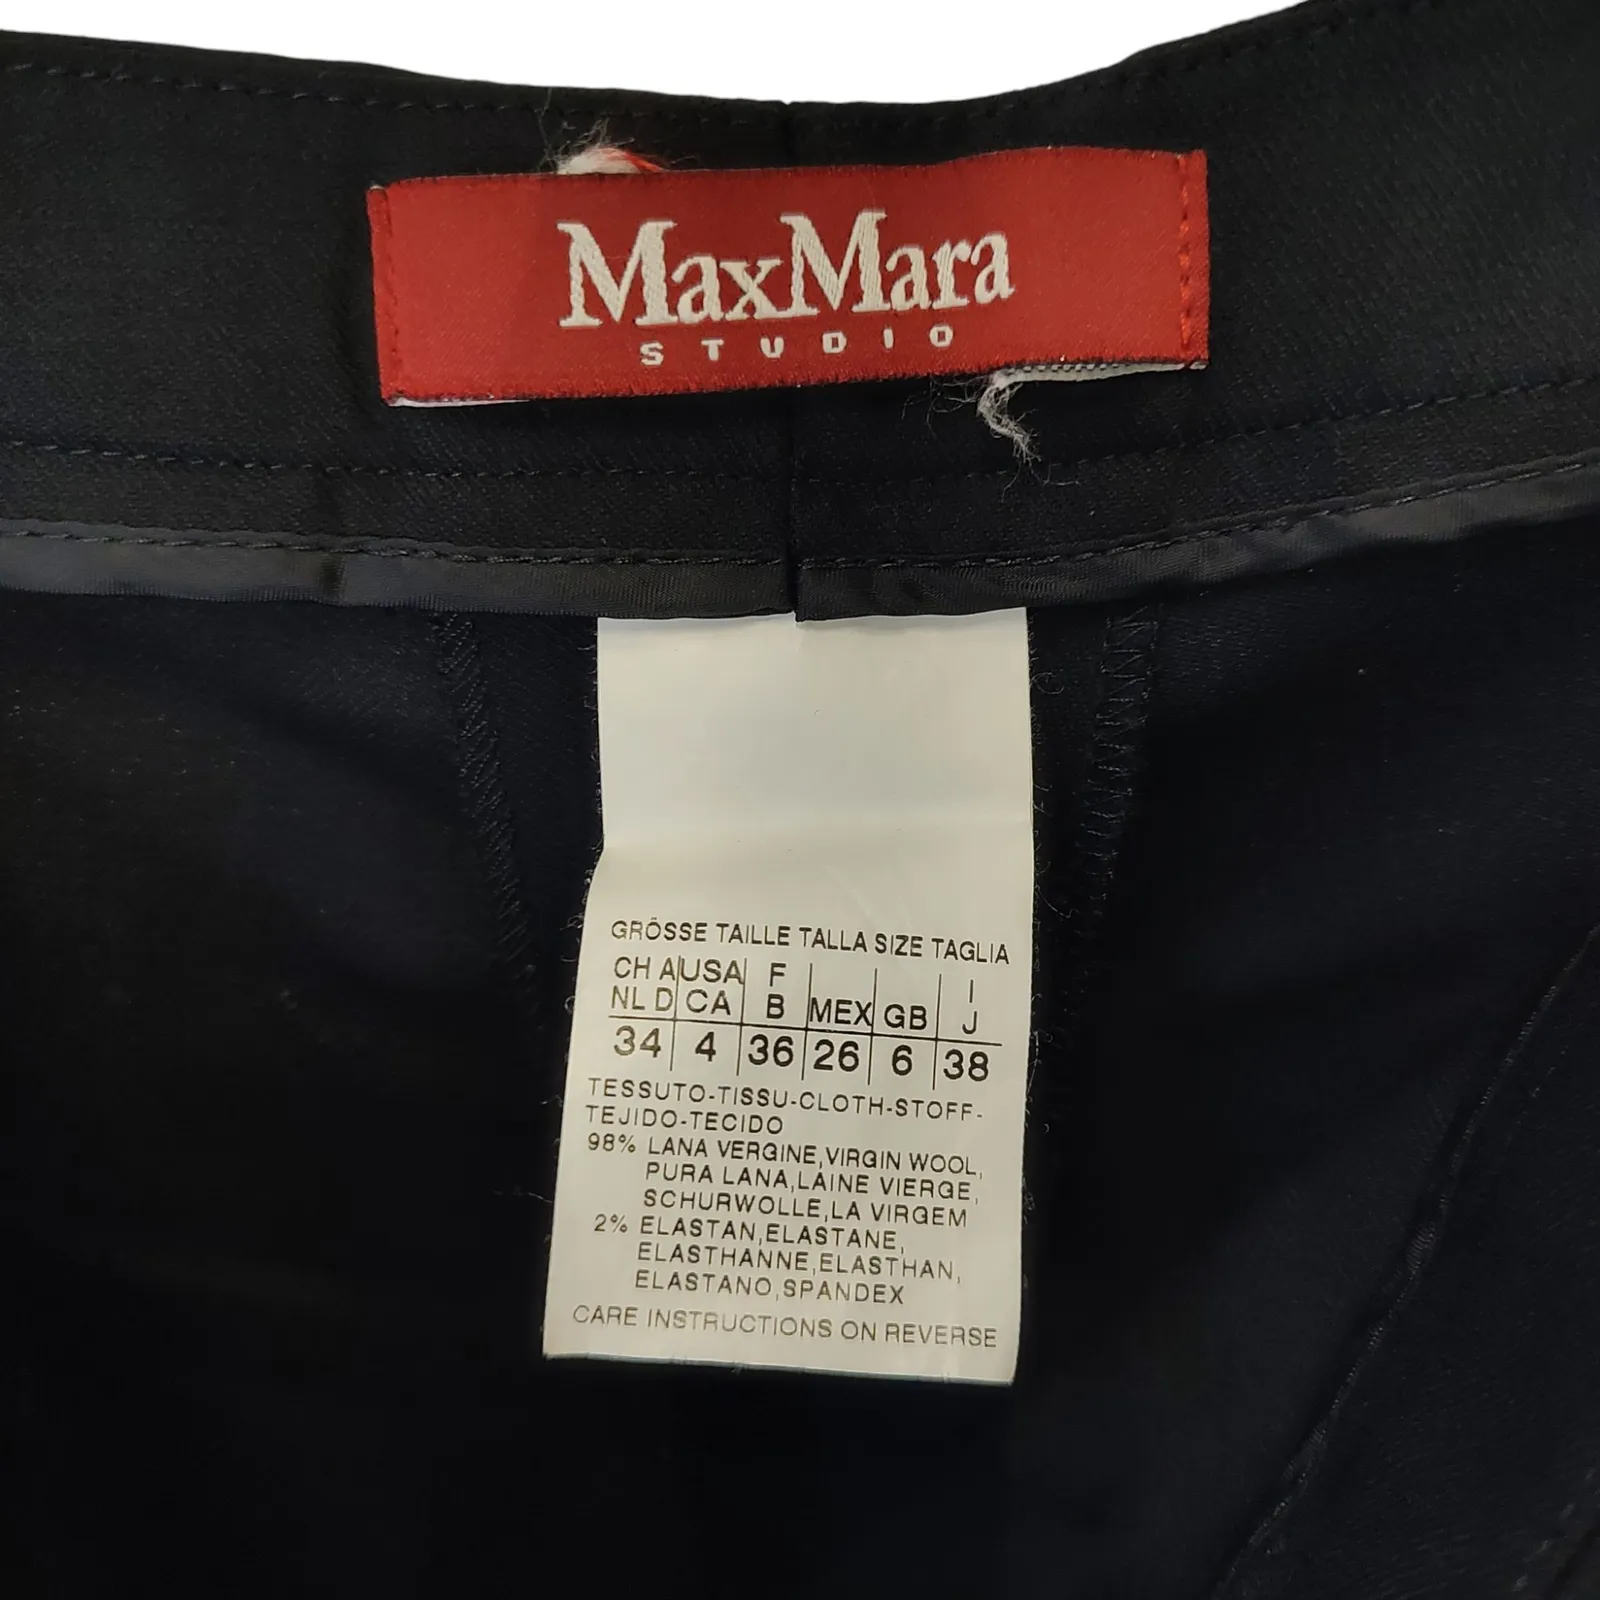 MaxMara
STUDIO
GRÖSSE TAILLE TALLA SIZE TAGLIA
CH A USA F I
NL D CA B MEX GB J
34 4 36 26 6 38
TESSUTO-TISSU-CLOTH-STOFF-
TEJIDO-TECIDO
98% LANA VERGINE,VIRGIN WOOL,
PURA LANA,LAINE VIERGE,
SCHURWOLLE,LA VIRGEM
2% ELASTAN,ELASTANE,
ELASTHANNE,ELASTHAN,
ELASTANO,SPANDEX
CARE INSTRUCTIONS ON REVERSE